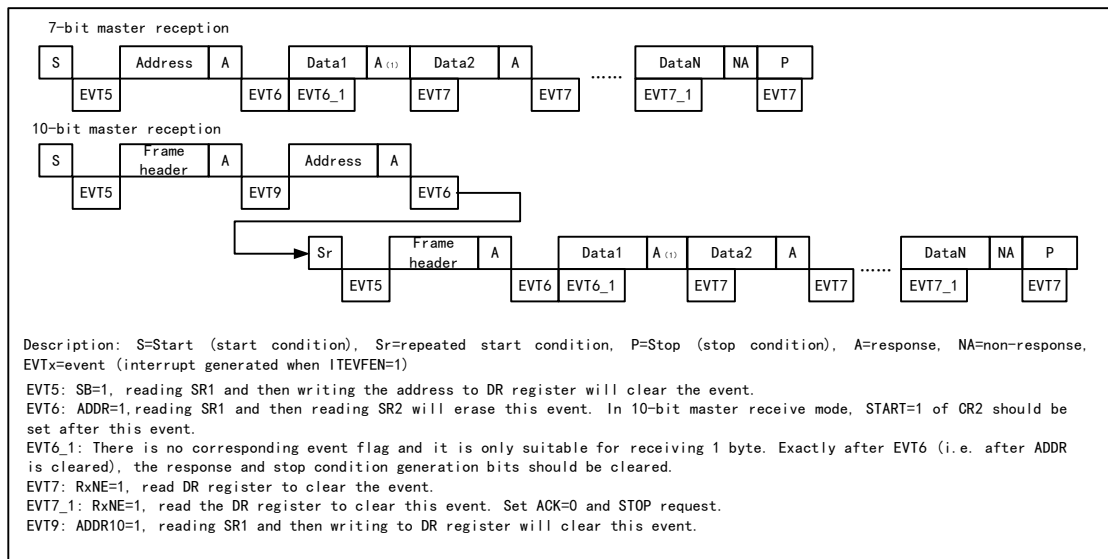 7-bit master reception
S Address A Data1 A(1) Data2 A ...... DataN NA P
EVT5 EVT6 EVT6_1 EVT7 EVT7 EVT7_1 EVT7
10-bit master reception
S Frame header A Address A
EVT5 EVT9 EVT6
Sr Frame header A Data1 A(1) Data2 A ...... DataN NA P
EVT5 EVT6 EVT6_1 EVT7 EVT7 EVT7_1 EVT7
Description: S=Start (start condition), Sr=repeated start condition, P=Stop (stop condition), A=response, NA=non-response,
EVTx=event (interrupt generated when ITEVFEN=1)
EVT5: SB=1, reading SR1 and then writing the address to DR register will clear the event.
EVT6: ADDR=1,reading SR1 and then reading SR2 will erase this event. In 10-bit master receive mode, START=1 of CR2 should be
set after this event.
EVT6_1: There is no corresponding event flag and it is only suitable for receiving 1 byte. Exactly after EVT6 (i.e. after ADDR
is cleared), the response and stop condition generation bits should be cleared.
EVT7: RxNE=1, read DR register to clear the event.
EVT7_1: RxNE=1, read the DR register to clear this event. Set ACK=0 and STOP request.
EVT9: ADDR10=1, reading SR1 and then writing to DR register will clear this event.